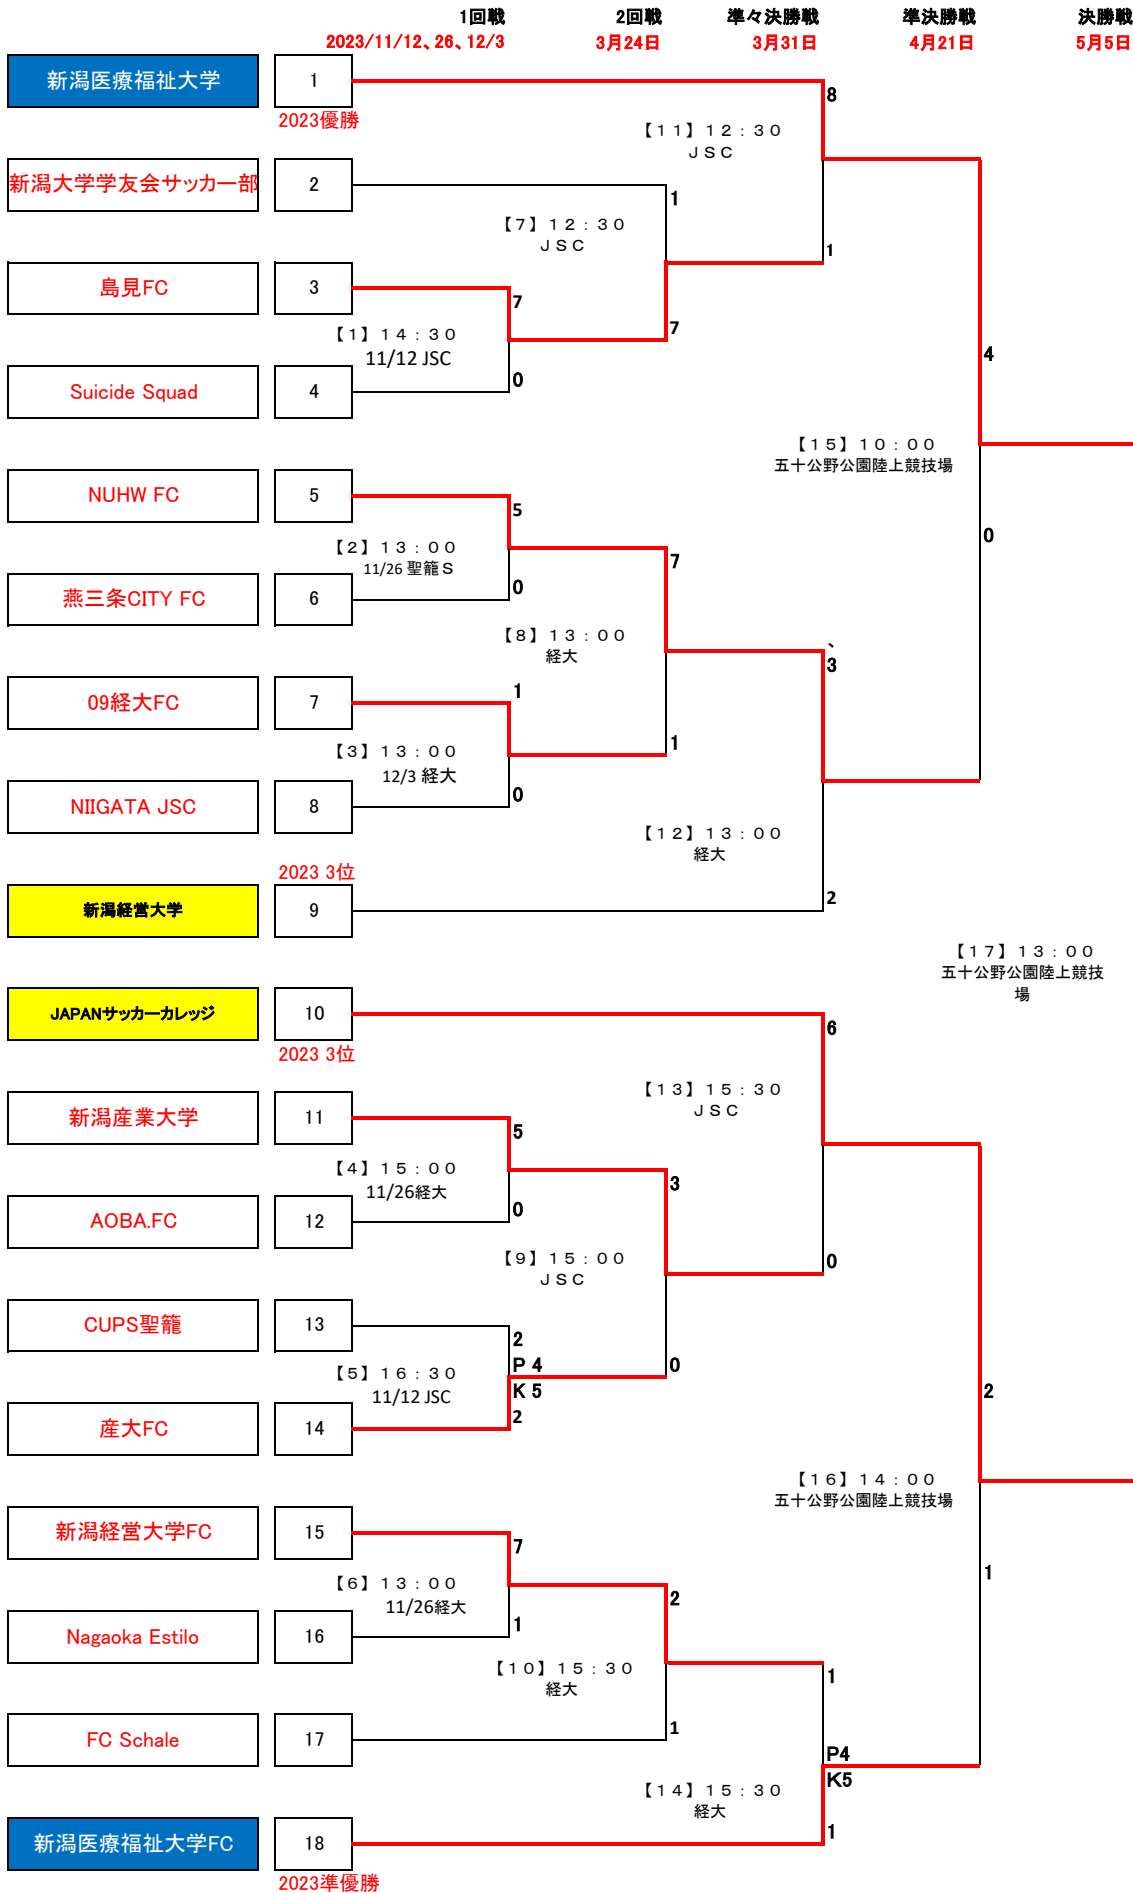 1回戦 2回戦 準々決勝戦 準決勝戦 決勝戦
2023/11/12、26、12/3 3月24日 3月31日 4月21日 5月5日
新潟医療福祉大学 1
8
2023優勝
【11】12：30
ＪＳＣ
新潟大学学友会サッカー部 2
1
【7】12：30
ＪＳＣ
1
島見FC 3
7
7
【1】14：30
11/12 JSC
4
0
Suicide Squad 4
【15】10：00
五十公野公園陸上競技場
NUHW FC 5
5
0
【2】13：00
11/26 聖籠Ｓ
7
0
燕三条CITY FC 6
【8】13：00
経大
、
3
1
09経大FC 7
1
【3】13：00
12/3 経大
0
NIIGATA JSC 8
【12】13：00
経大
2023 3位
2
新潟経営大学 9
【17】13：00
五十公野公園陸上競技
場
JAPANサッカーカレッジ 10
6
2023 3位
【13】15：30
ＪＳＣ
新潟産業大学 11
5
【4】15：00
11/26経大
3
0
AOBA.FC 12
【9】15：00
ＪＳＣ
0
CUPS聖籠 13
2
P 4
0
【5】16：30
11/12 JSC
K 5
2
2
産大FC 14
【16】14：00
五十公野公園陸上競技場
新潟経営大学FC 15
7
1
【6】13：00
11/26経大
2
1
Nagaoka Estilo 16
【10】15：30
経大
1
FC Schale 17
1
P4
K5
【14】15：30
経大
1
新潟医療福祉大学FC 18
2023準優勝